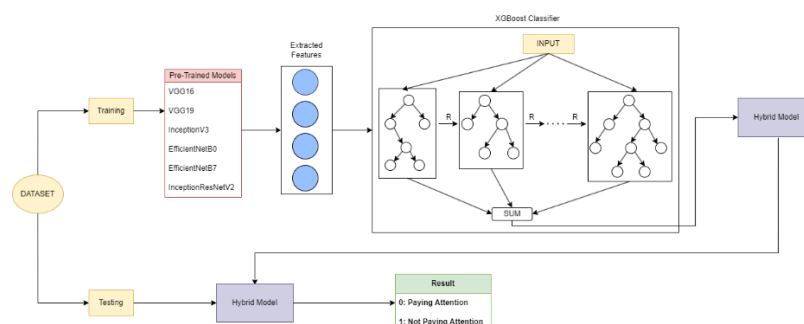 XGBoost Classifier
INPUT
Extracted
Features
Pre-Trained Models
VGG16
VGG19
InceptionV3
EfficientNetB0
EfficientNetB7
InceptionResNetV2
Training
R
R
R
Hybrid Model
DATASET
SUM
Testing
Hybrid Model
Result
0: Paying Attention
1: Not Paying Attention